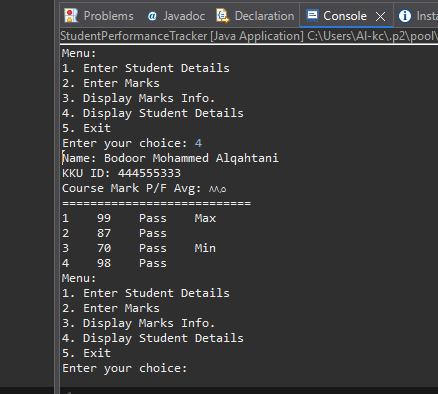 Problems Javadoc Declaration Console
StudentPerformanceTracker [Java Application] C:\Users\Al-kc\.p2\pool\
Menu:
1. Enter Student Details
2. Enter Marks
3. Display Marks Info.
4. Display Student Details
5. Exit
Enter your choice: 4
Name: Bodoor Mohammed Alqahtani
KKU ID: 444555333
Course Mark P/F Avg: ٨٨٫٥
===========================
1 99 Pass Max
2 87 Pass
3 70 Pass Min
4 98 Pass
Menu:
1. Enter Student Details
2. Enter Marks
3. Display Marks Info.
4. Display Student Details
5. Exit
Enter your choice: